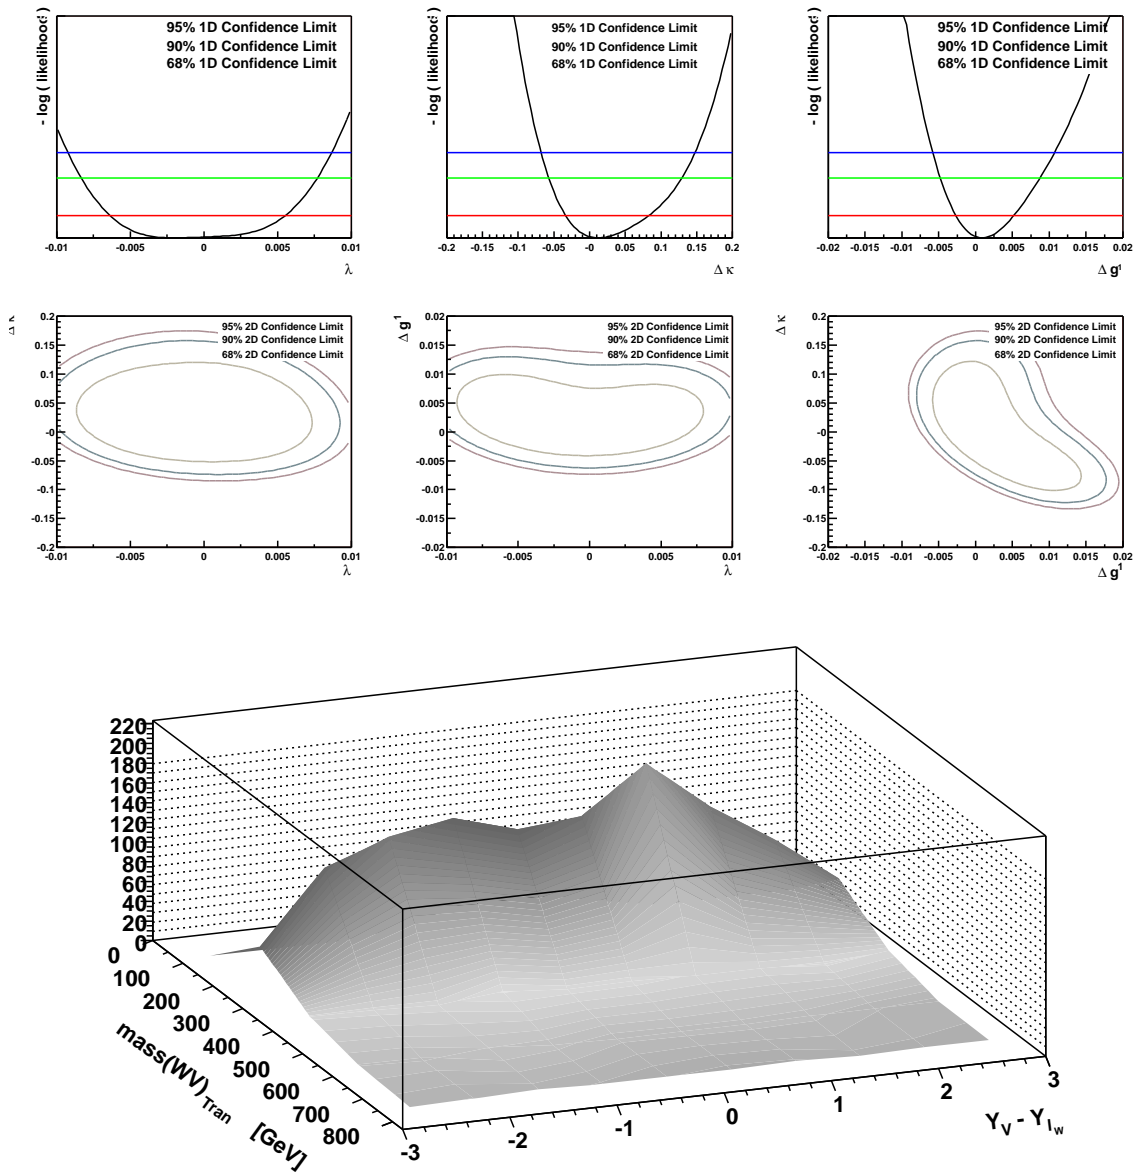 - log ( likelihood )
95% 1D Confidence Limit
90% 1D Confidence Limit
68% 1D Confidence Limit
-0.01 -0.005 0 0.005 0.01
λ
- log ( likelihood )
95% 1D Confidence Limit
90% 1D Confidence Limit
68% 1D Confidence Limit
-0.2 -0.15 -0.1 -0.05 -0 0.05 0.1 0.15 0.2
Δ κ
- log ( likelihood )
95% 1D Confidence Limit
90% 1D Confidence Limit
68% 1D Confidence Limit
-0.02 -0.015 -0.01 -0.005 0 0.005 0.01 0.015 0.02
Δ g¹
Δ κ
95% 2D Confidence Limit
90% 2D Confidence Limit
68% 2D Confidence Limit
0.2
0.15
0.1
0.05
-0
-0.05
-0.1
-0.15
-0.2
-0.01 -0.005 0 0.005 0.01
λ
Δ g¹
95% 2D Confidence Limit
90% 2D Confidence Limit
68% 2D Confidence Limit
0.02
0.015
0.01
0.005
0
0.005
0.01
0.015
0.02
-0.01 -0.005 0 0.005 0.01
λ
Δ κ
95% 2D Confidence Limit
90% 2D Confidence Limit
68% 2D Confidence Limit
0.2
0.15
0.1
0.05
-0
-0.05
-0.1
-0.15
-0.2
-0.02 -0.015 -0.01 -0.005 0 0.005 0.01 0.015 0.02
Δ g¹
220
200
180
160
140
120
100
80
60
40
20
0
0
100
200
300
400
500
600
700
800
mass(WV)_Tran [GeV]
-3 -2 -1 0 1 2 3
Y_V - Y_l_w